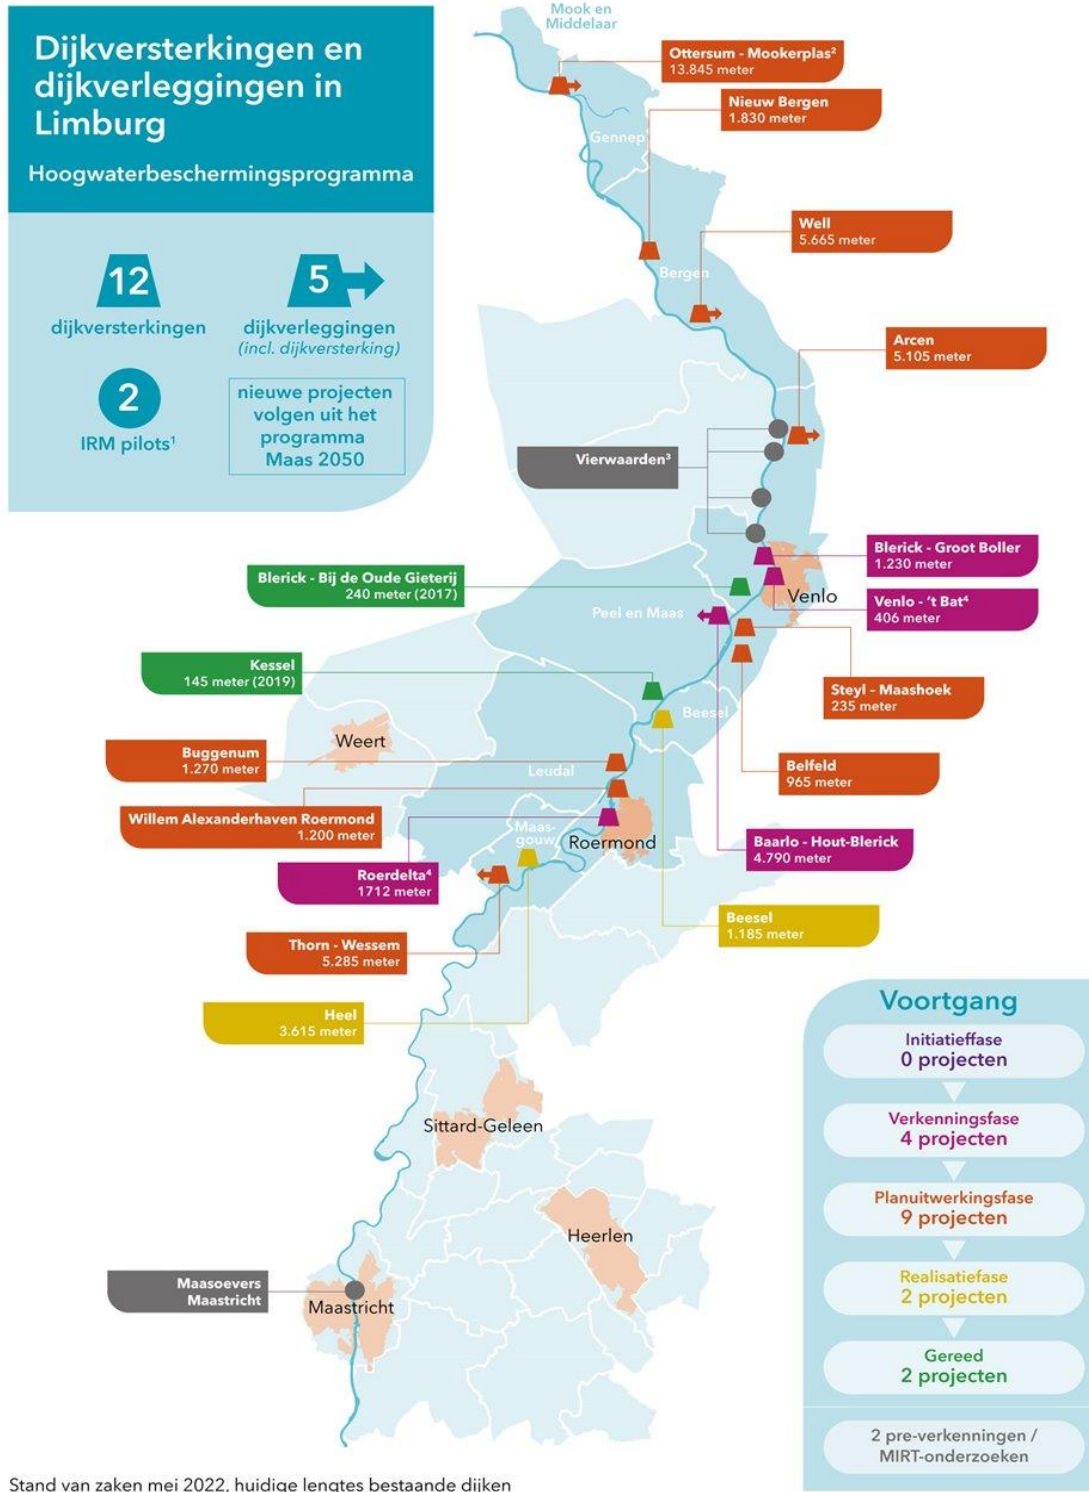 Dijkversterkingen en
dijkverleggingen in
Limburg
Hoogwaterbeschermingsprogramma
12
dijkversterkingen
5
dijkverleggingen
(incl. dijkversterking)
2
IRM pilots¹
nieuwe projecten
volgen uit het
programma
Maas 2050
Mook en
Middelaar
Ottersum - Mookerplas²
13.845 meter
Nieuw Bergen
1.830 meter
Gennep
Well
5.665 meter
Bergen
Arcen
5.105 meter
Vierwaarden³
Blerick - Groot Boller
1.230 meter
Blerick - Bij de Oude Gieterij
240 meter (2017)
Venlo
Venlo - ’t Bat⁴
406 meter
Peel en Maas
Kessel
145 meter (2019)
Steyl - Maashoek
235 meter
Beesel
Weert
Buggenum
1.270 meter
Leudal
Belfeld
965 meter
Willem Alexanderhaven Roermond
1.200 meter
Maas-
gouw
Roermond
Baarlo - Hout-Blerick
4.790 meter
Roerdelta⁴
1712 meter
Beesel
1.185 meter
Thorn - Wessem
5.285 meter
Heel
3.615 meter
Sittard-Geleen
Heerlen
Maasoevers
Maastricht
Maastricht
Voortgang
Initiatieffase
0 projecten
Verkenningsfase
4 projecten
Planuitwerkingsfase
9 projecten
Realisatiefase
2 projecten
Gereed
2 projecten
2 pre-verkenningen /
MIRT-onderzoeken
Stand van zaken mei 2022, huidige lengtes bestaande dijken